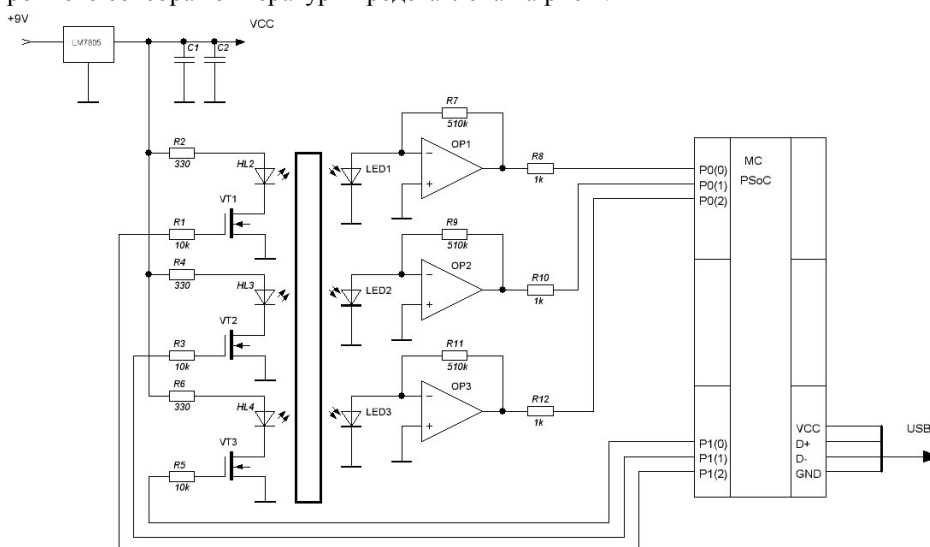 +9V
VCC
LM7805
C1
C2
R2
330
HL2
VT1
R1
10k
R4
330
HL3
VT2
R3
10k
R6
330
HL4
VT3
R5
10k
R7
510k
OP1
LED1
R8
1k
R9
510k
OP2
LED2
R10
1k
R11
510k
OP3
LED3
R12
1k
MC
PSoC
P0(0)
P0(1)
P0(2)
P1(0)
P1(1)
P1(2)
VCC
D+
D-
GND
USB